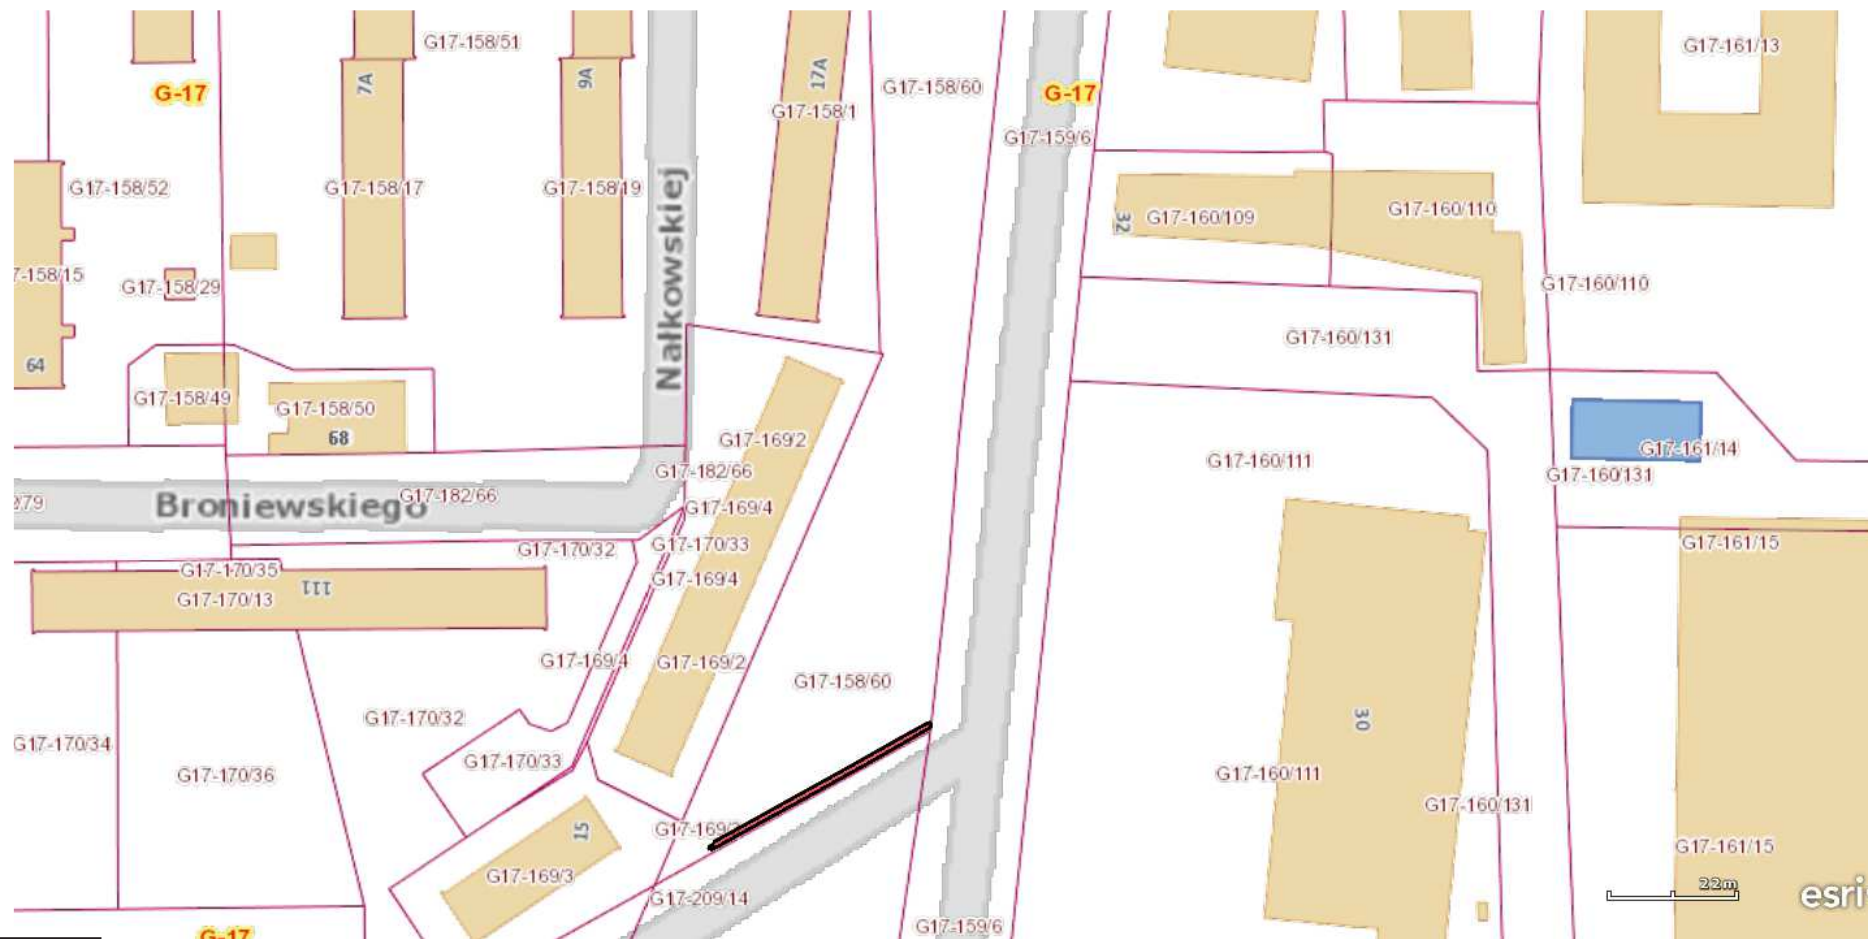 G17-158/51
G17-161/13
7A
9A
17A
G-17
G17-158/60
G-17
G17-158/1
G17-159/6
G17-158/52
G17-158/17
G17-158/19
Nałkowskiej
32
G17-160/109
G17-160/110
7-158/15
G17-158/29
G17-160/110
G17-160/131
64
G17-158/49
G17-158/50
68
G17-169/2
G17-160/111
G17-161/14
G17-182/66
G17-160/131
/79
Broniewskiego
G17-182/66
G17-169/4
G17-170/32
G17-170/33
G17-161/15
G17-170/35
111
G17-169/4
G17-170/13
G17-169/4
G17-169/2
G17-158/60
G17-170/32
30
G17-170/34
G17-170/36
G17-170/33
G17-160/111
G17-160/131
15
G17-169/
G17-161/15
G17-169/3
G17-209/14
22m
esri
G17-159/6
G-17